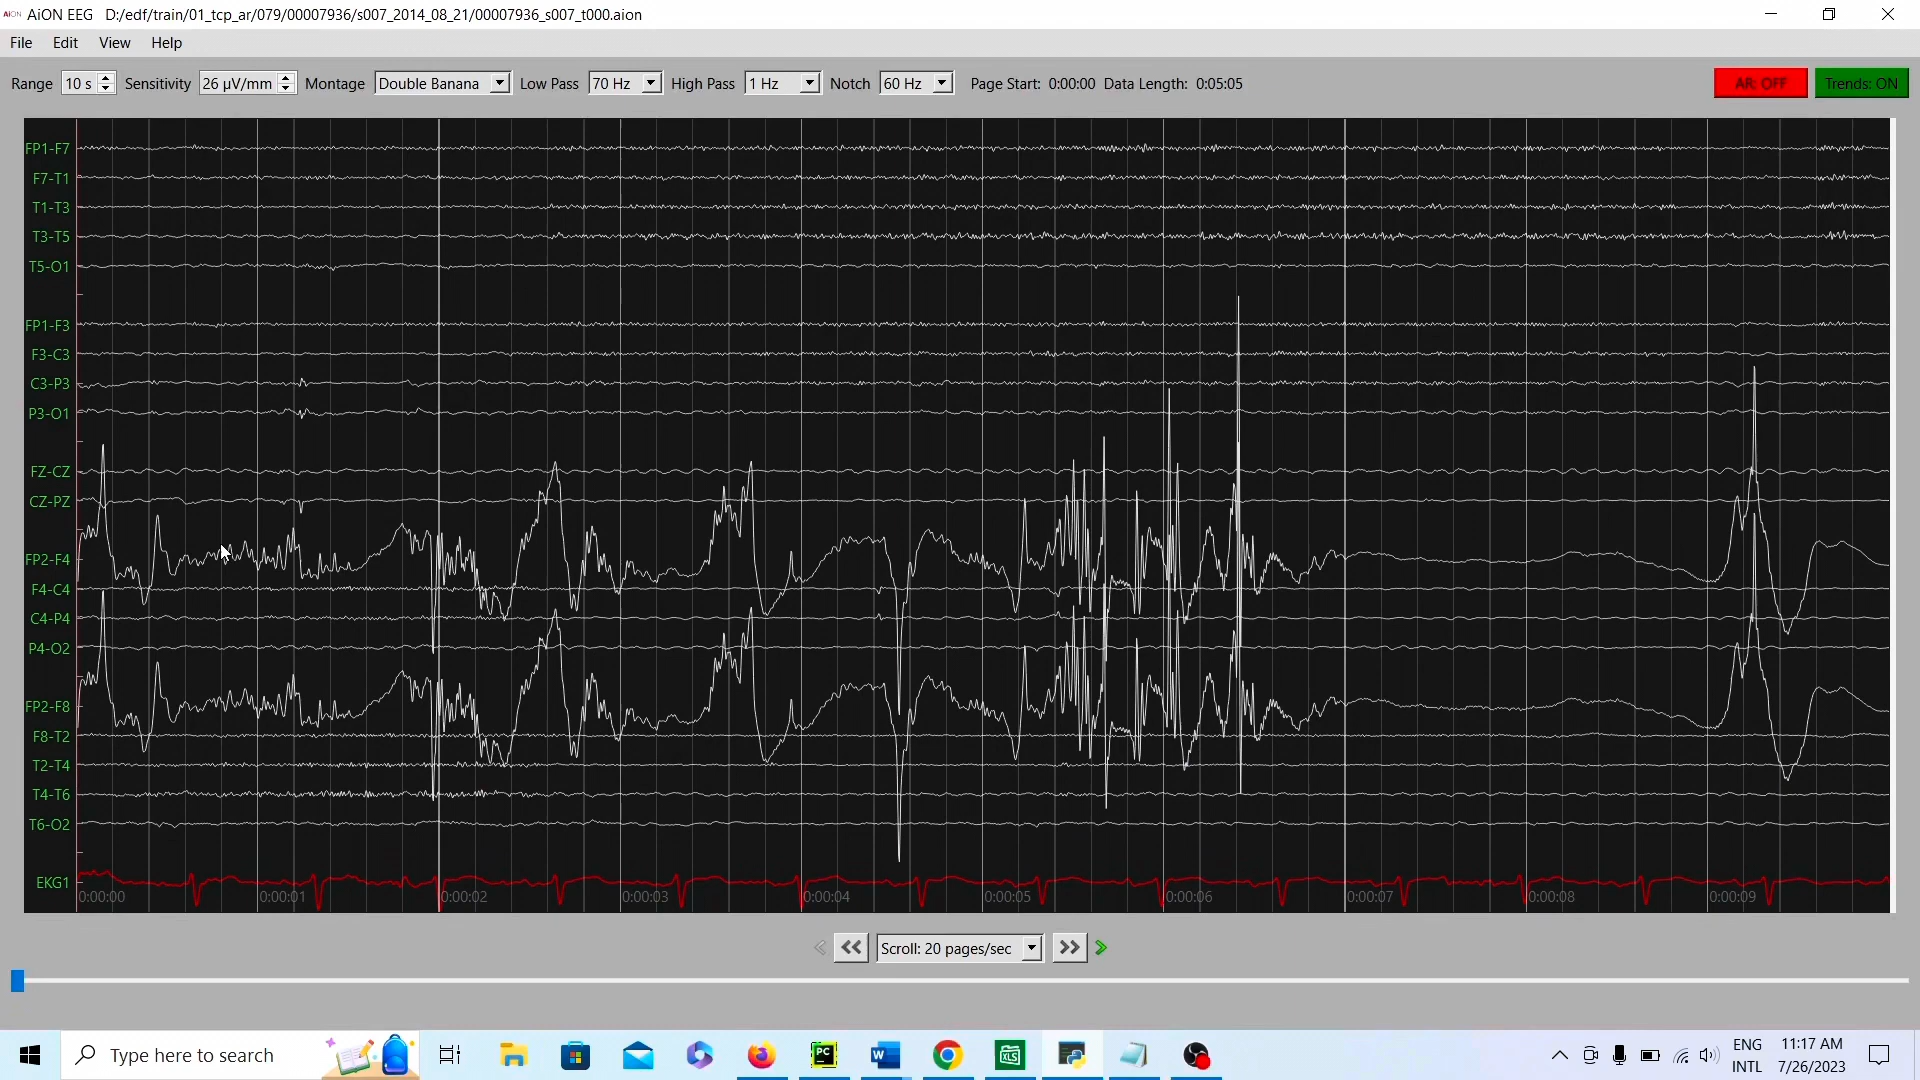 AiON AiON EEG D:/edf/train/01_tcp_ar/079/00007936/s007_2014_08_21/00007936_s007_t000.aion
File Edit View Help
Range 10 s Sensitivity 26 µV/mm Montage Double Banana Low Pass 70 Hz High Pass 1 Hz Notch 60 Hz Page Start: 0:00:00 Data Length: 0:05:05 AR: OFF Trends: ON
FP1-F7
F7-T1
T1-T3
T3-T5
T5-O1
FP1-F3
F3-C3
C3-P3
P3-O1
FZ-CZ
CZ-PZ
FP2-F4
F4-C4
C4-P4
P4-O2
FP2-F8
F8-T2
T2-T4
T4-T6
T6-O2
EKG1
0:00:00 0:00:01 0:00:02 0:00:03 0:00:04 0:00:05 0:00:06 0:00:07 0:00:08 0:00:09
Scroll: 20 pages/sec
Type here to search PC W XLS ENG 11:17 AM
INTL 7/26/2023